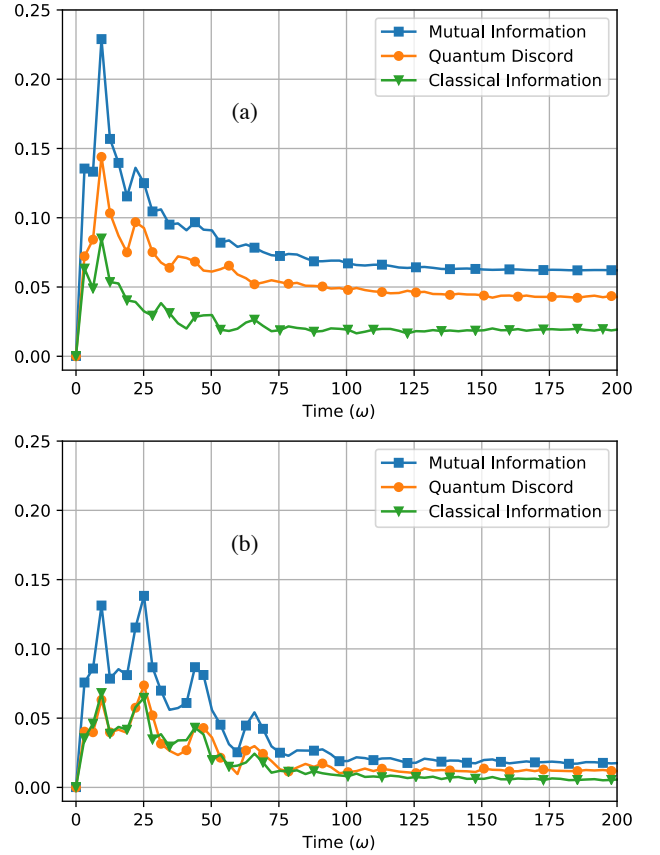 0.25
0.20
0.15
0.10
0.05
0.00
Mutual Information
Quantum Discord
Classical Information
(a)
0 25 50 75 100 125 150 175 200
Time (ω)
0.25
0.20
0.15
0.10
0.05
0.00
Mutual Information
Quantum Discord
Classical Information
(b)
0 25 50 75 100 125 150 175 200
Time (ω)